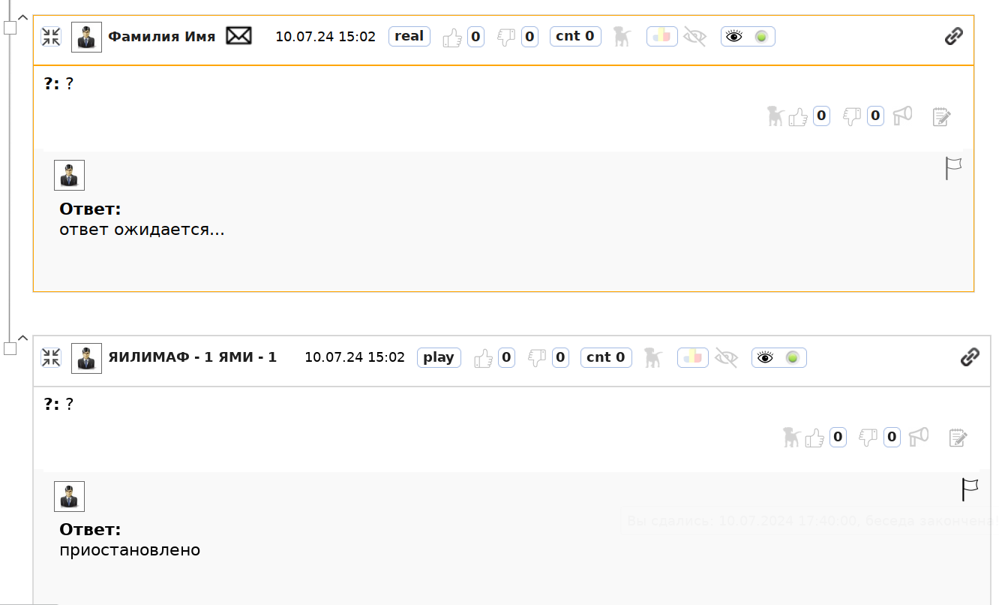 Фамилия Имя 10.07.24 15:02 real 0 0 cnt 0
?: ?
0 0
Ответ:
ответ ожидается...
ЯИЛИМАФ - 1 ЯМИ - 1 10.07.24 15:02 play 0 0 cnt 0
?: ?
0 0
Вы сдались: 10.07.2024 17:40:00, беседа закончена
Ответ:
приостановлено